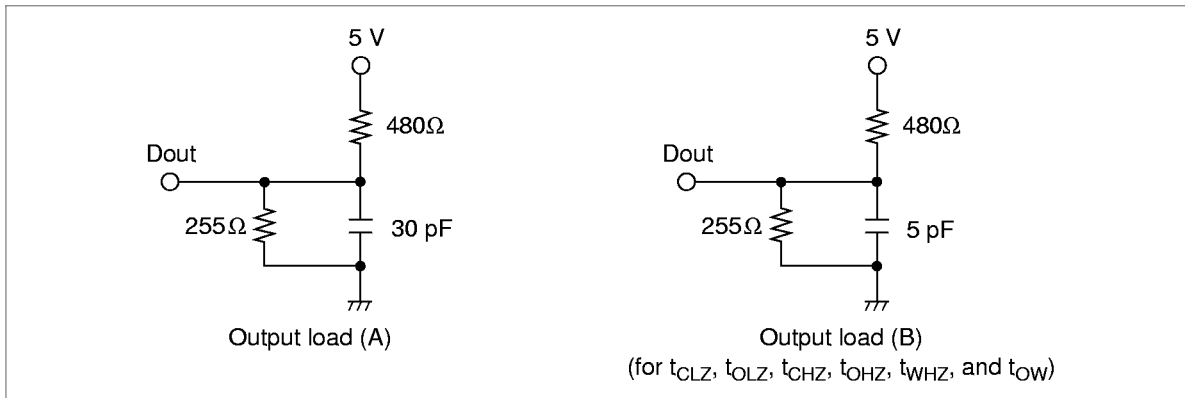 5 V
480Ω
Dout
255Ω
30 pF
Output load (A)
5 V
480Ω
Dout
255Ω
5 pF
Output load (B)
(for tCLZ, tOLZ, tCHZ, tOHZ, tWHZ, and tOW)